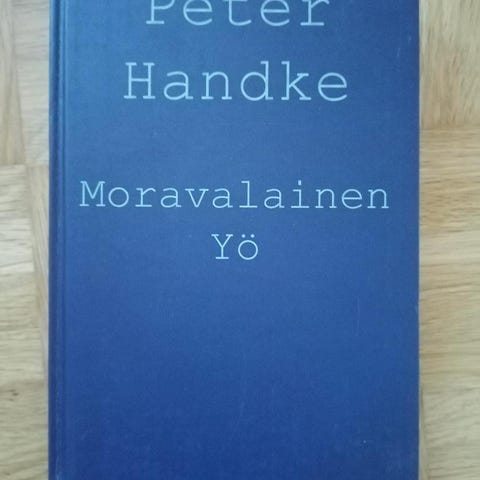 Peter
Handke
Moravalainen
Yö